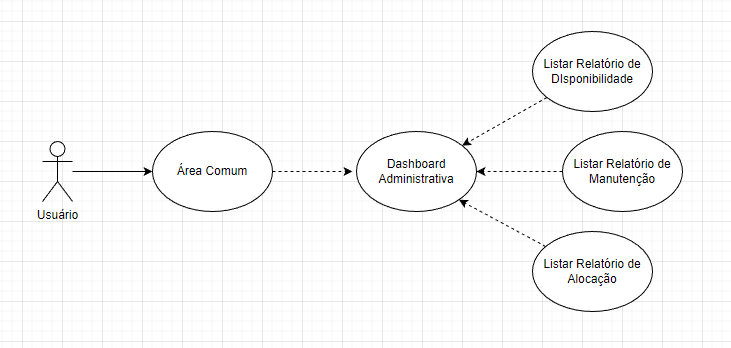 Listar Relatório de
DIsponibilidade
Área Comum
Dashboard
Administrativa
Listar Relatório de
Manutenção
Usuário
Listar Relatório de
Alocação